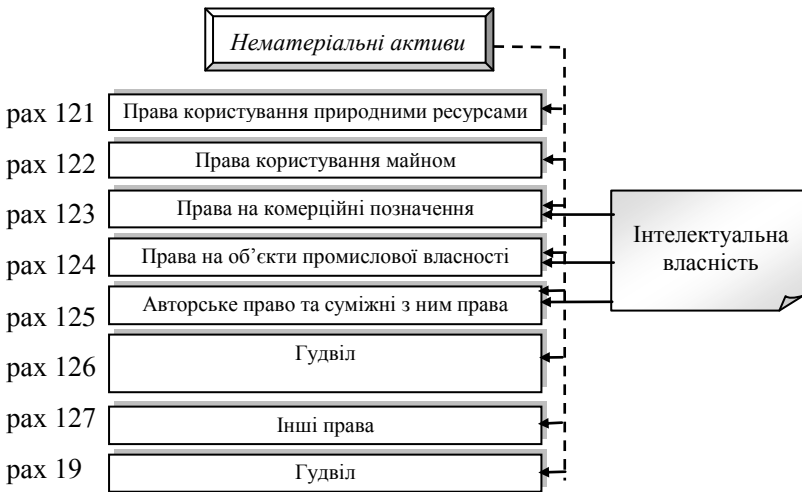 Нематеріальні активи
рах 121 Права користування природними ресурсами
рах 122 Права користування майном
рах 123 Права на комерційні позначення
рах 124 Права на об’єкти промислової власності
рах 125 Авторське право та суміжні з ним права
рах 126 Гудвіл
рах 127 Інші права
рах 19 Гудвіл
Інтелектуальна
власність